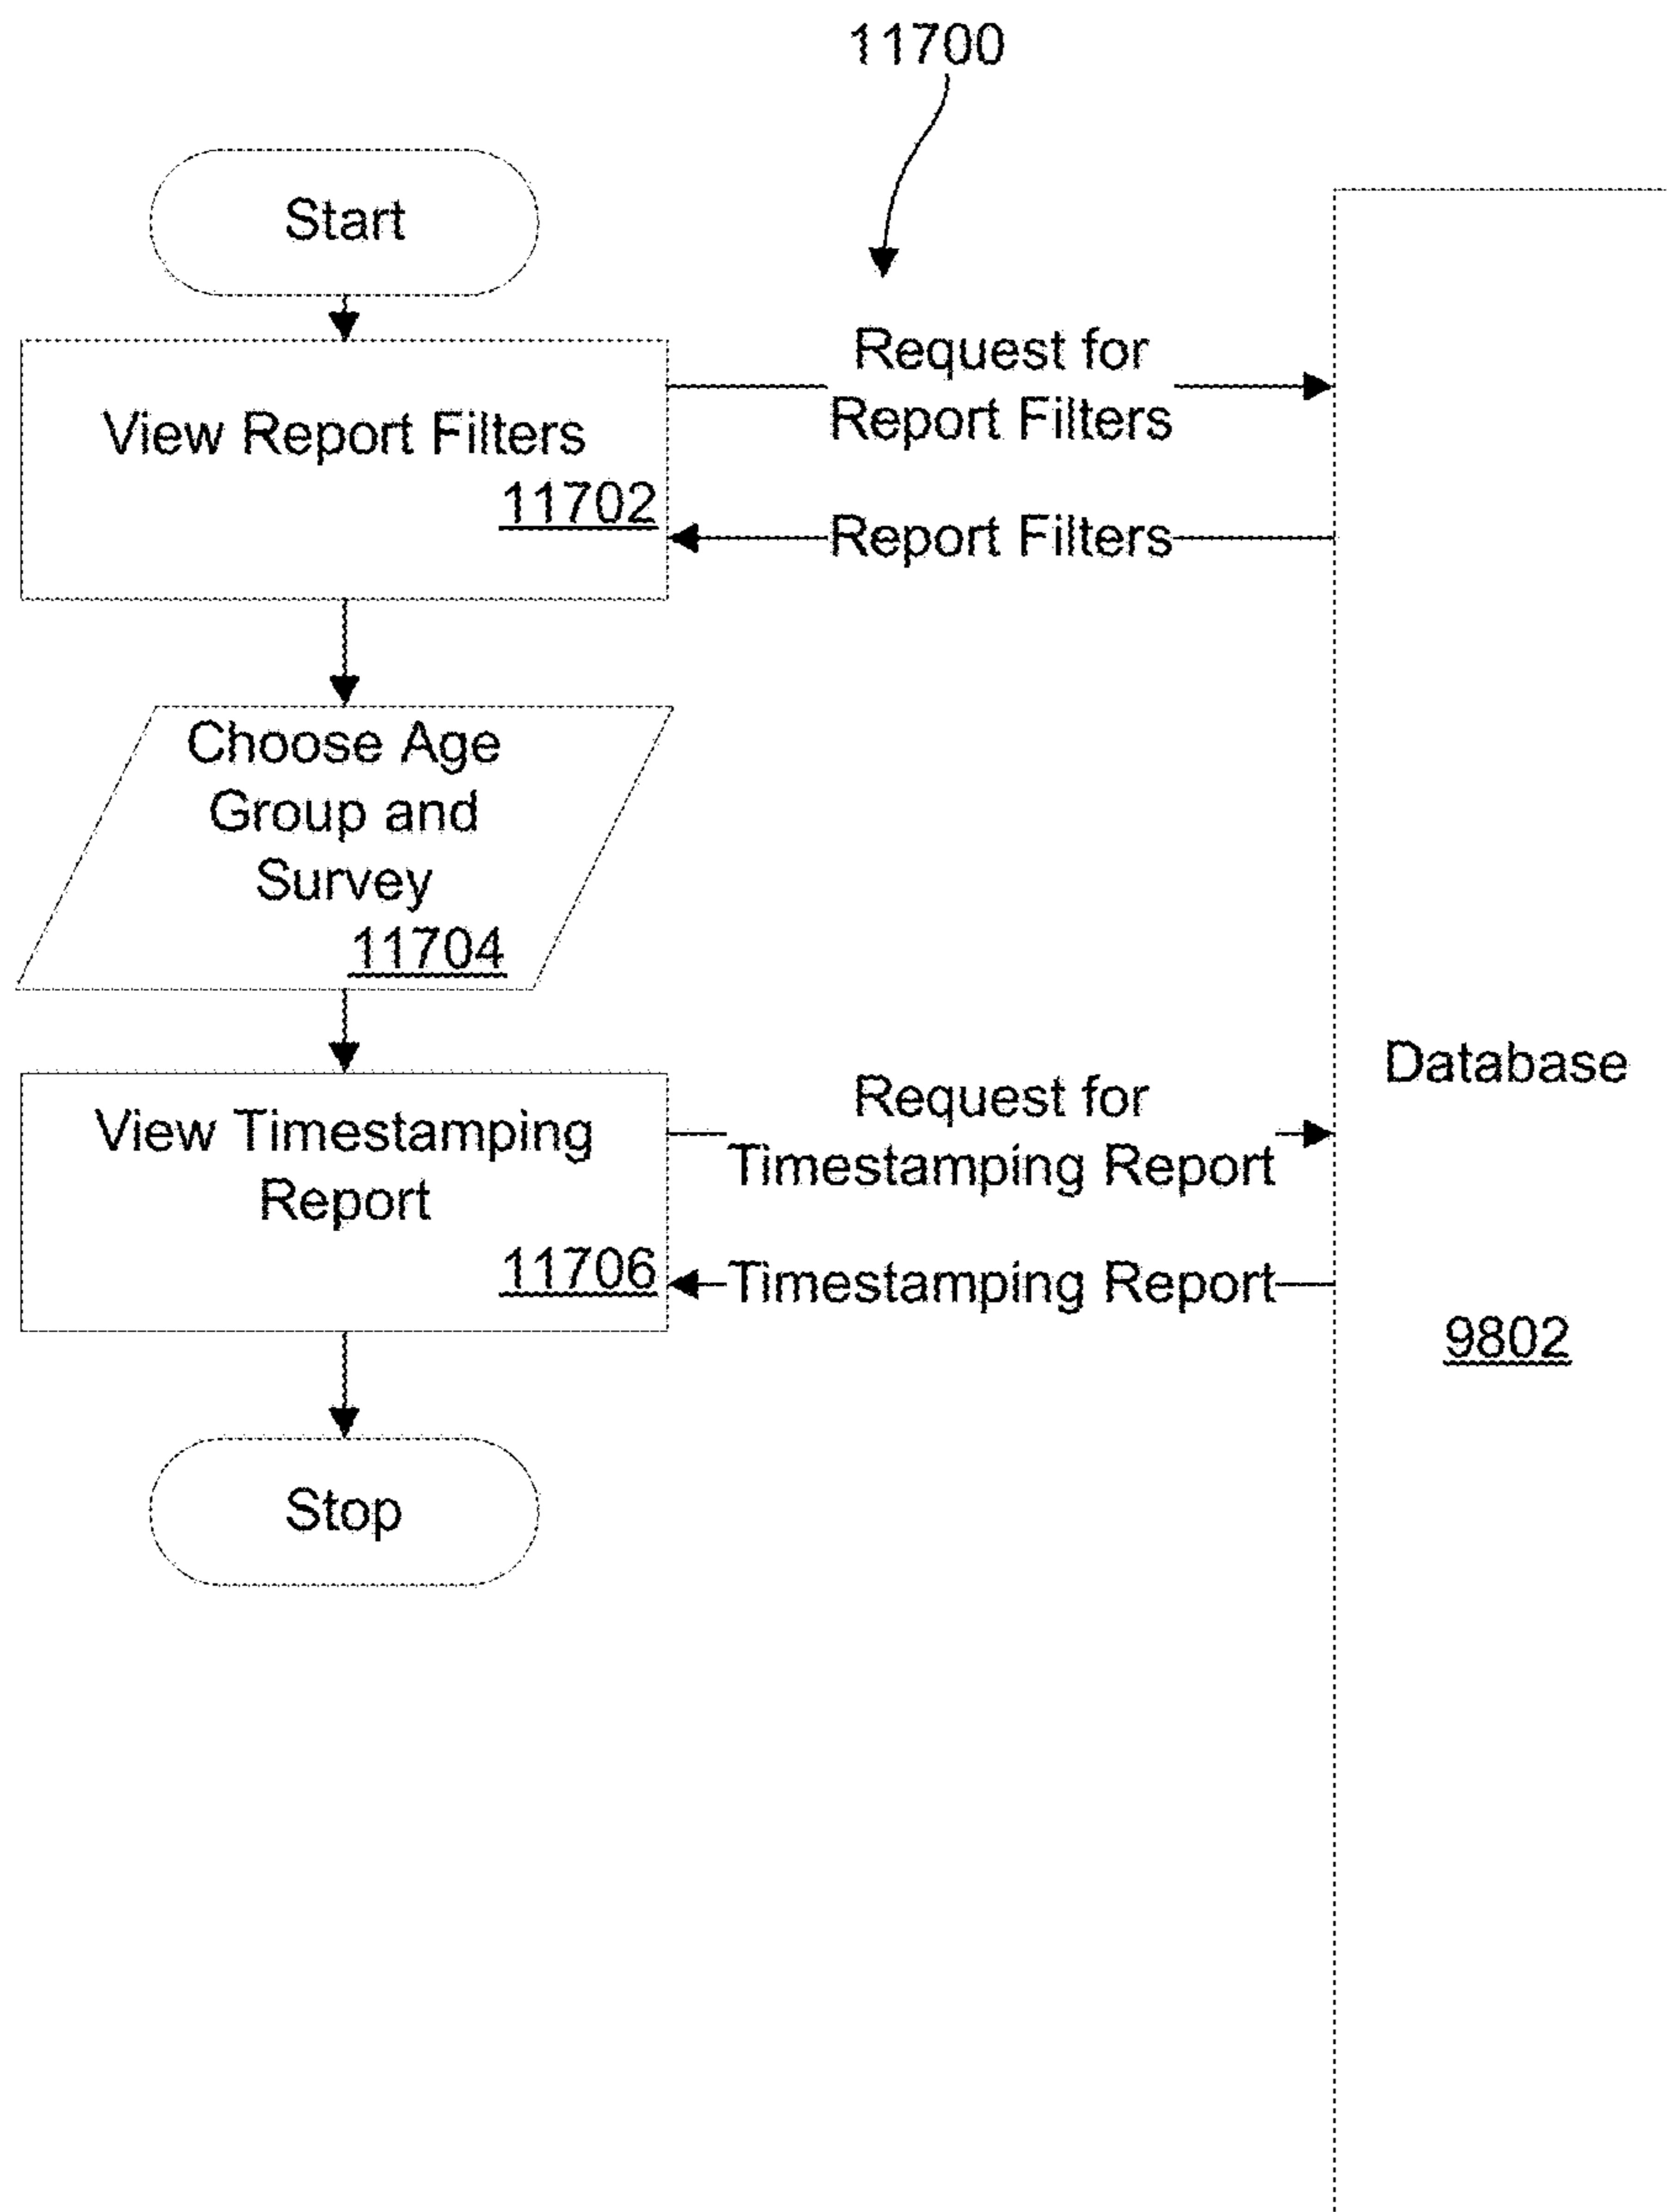 11700
Start
View Report Filters
11702
Request for
Report Filters
Report Filters
Choose Age
Group and
Survey
11704
View Timestamping
Report
11706
Request for
Timestamping Report
Timestamping Report
Database
9802
Stop